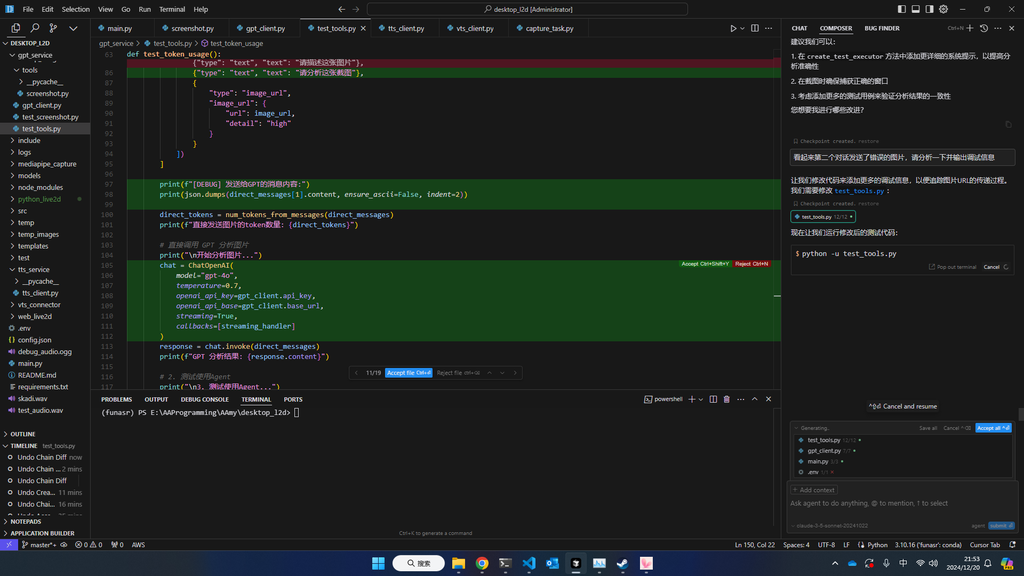 File Edit Selection View Go Run Terminal Help
desktop_l2d [Administrator]
DESKTOP_L2D
gpt_service
tools
__pycache__
screenshot.py
gpt_client.py
test_screenshot.py
test_tools.py
include
logs
mediapipe_capture
models
node_modules
python_live2d
src
temp
temp_images
templates
test
tts_service
__pycache__
tts_client.py
vts_connector
web_live2d
.env
config.json
debug_audio.ogg
main.py
README.md
requirements.txt
skadi.wav
test_audio.wav
OUTLINE
TIMELINE test_tools.py
Undo Chain Diff now
Undo Chain ... 2 mins
Undo Chain Diff
Undo Crea... 11 mins
Undo Chai... 16 mins
NOTEPADS
APPLICATION BUILDER
main.py screenshot.py gpt_client.py test_tools.py tts_client.py vts_client.py capture_task.py
gpt_service > test_tools.py > test_token_usage
63 def test_token_usage():
{"type": "text", "text": "请描述这张图片"},
86 {"type": "text", "text": "请分析这张截图"},
87 {
88 "type": "image_url",
89 "image_url": {
90 "url": image_url,
91 "detail": "high"
92 }
93 }
94 ])
95 ]
96
97 print(f"[DEBUG] 发送给GPT的消息内容:")
98 print(json.dumps(direct_messages[1].content, ensure_ascii=False, indent=2))
99
100 direct_tokens = num_tokens_from_messages(direct_messages)
101 print(f"直接发送图片的token数量: {direct_tokens}")
102
103 # 直接调用 GPT 分析图片
104 print("\n开始分析图片...")
105 chat = ChatOpenAI(
106 model="gpt-4o",
107 temperature=0.7,
108 openai_api_key=gpt_client.api_key,
109 openai_api_base=gpt_client.base_url,
110 streaming=True,
111 callbacks=[streaming_handler]
112 )
113 response = chat.invoke(direct_messages)
114 print(f"GPT 分析结果: {response.content}")
115
116 # 2. 测试使用Agent
117 print("\n3. 测试使用Agent...")
Accept Ctrl+Shift+Y Reject Ctrl+N
11/19 Accept file Ctrl+⏎ Reject file
PROBLEMS OUTPUT DEBUG CONSOLE TERMINAL PORTS
powershell
(funasr) PS E:\AAProgramming\AAmy\desktop_l2d>
Ctrl+K to generate a command
CHAT COMPOSER BUG FINDER
Ctrl+N
建议我们可以:
1. 在 create_test_executor 方法中添加更详细的系统提示，以提高分析准确性
2. 在截图时确保捕获正确的窗口
3. 考虑添加更多的测试用例来验证分析结果的一致性
您想要我进行哪些改进?
Checkpoint created. restore
看起来第二个对话发送了错误的图片，请分析一下并输出调试信息
让我们修改代码来添加更多的调试信息，以便追踪图片URL的传递过程。我们需要修改 test_tools.py :
Checkpoint created. restore
test_tools.py 12/12
现在让我们运行修改后的测试代码:
$ python -u test_tools.py
Pop out terminal Cancel
Cancel and resume
Generating.. Save all Cancel Accept all
test_tools.py 12/12
gpt_client.py 7/7
main.py
.env 1/1
+ Add context
Ask agent to do anything, @ to mention, ↑ to select
claude-3-5-sonnet-20241022 agent submit
master*+ 0 0 0 AWS
Ln 150, Col 22 Spaces: 4 UTF-8 LF Python 3.10.16 ('funasr': conda) Cursor Tab
搜索
中
21:53
2024/12/20